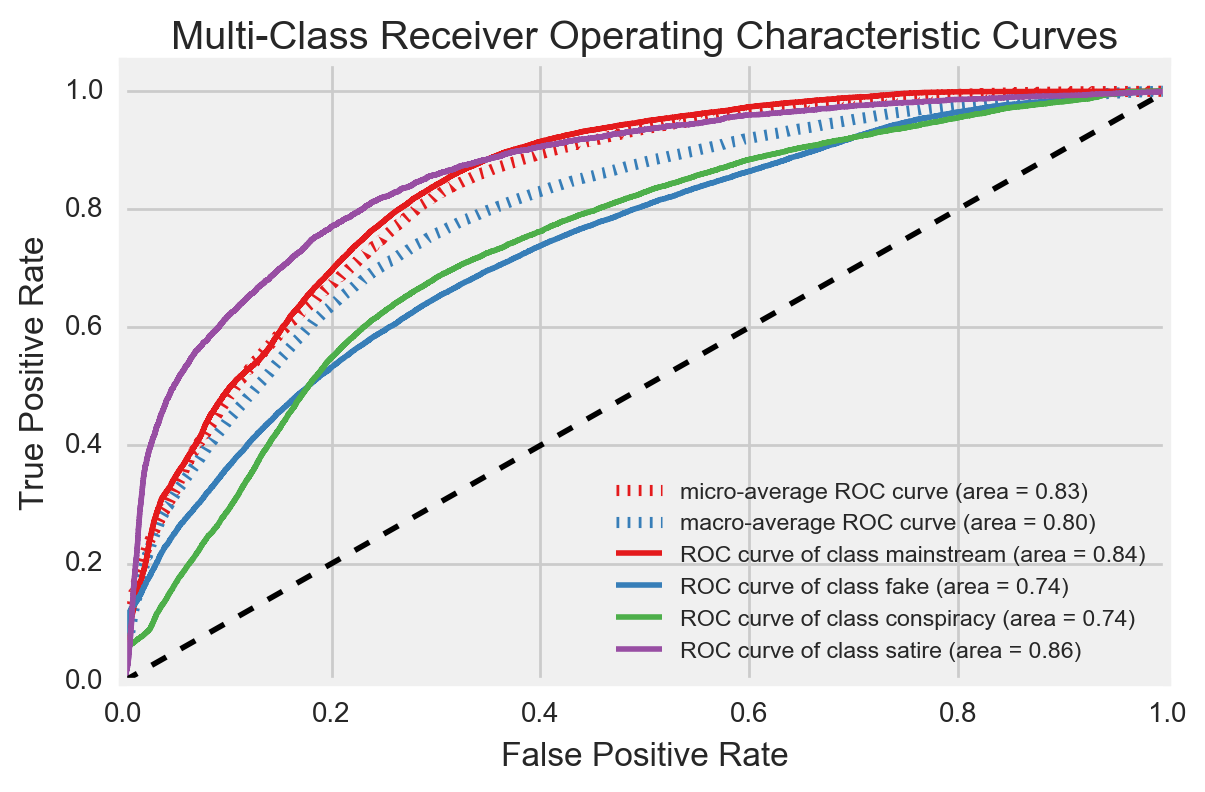 Multi-Class Receiver Operating Characteristic Curves
True Positive Rate
1.0
0.8
0.6
0.4
0.2
0.0
micro-average ROC curve (area = 0.83)
macro-average ROC curve (area = 0.80)
ROC curve of class mainstream (area = 0.84)
ROC curve of class fake (area = 0.74)
ROC curve of class conspiracy (area = 0.74)
ROC curve of class satire (area = 0.86)
0.0 0.2 0.4 0.6 0.8 1.0
False Positive Rate